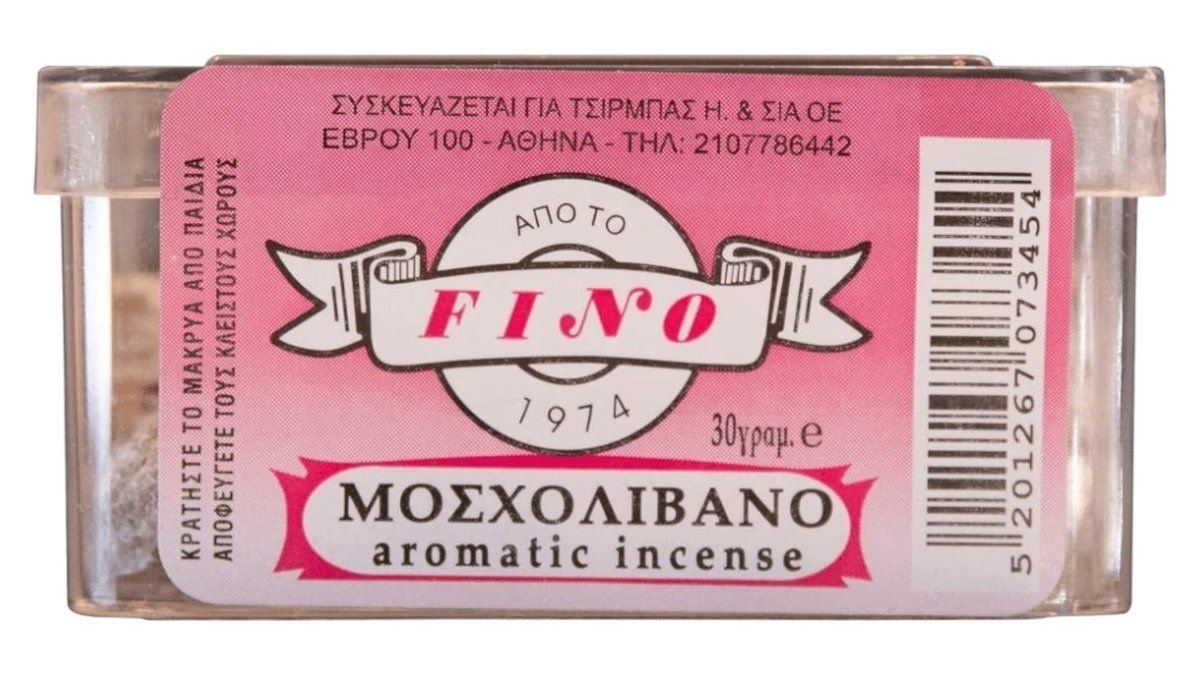 ΣΥΣΚΕΥΑΖΕΤΑΙ ΓΙΑ ΤΣΙΡΜΠΑΣ Η. & ΣΙΑ ΟΕ
ΕΒΡΟΥ 100 - ΑΘΗΝΑ - ΤΗΛ: 2107786442
ΚΡΑΤΗΣΤΕ ΤΟ ΜΑΚΡΥΑ ΑΠΟ ΠΑΙΔΙΑ
ΑΠΟΦΕΥΓΕΤΕ ΤΟΥΣ ΚΛΕΙΣΤΟΥΣ ΧΩΡΟΥΣ
ΑΠΟ ΤΟ
FINO
1974
30γραμ. e
ΜΟΣΧΟΛΙΒΑΝΟ
aromatic incense
5 201267 073454